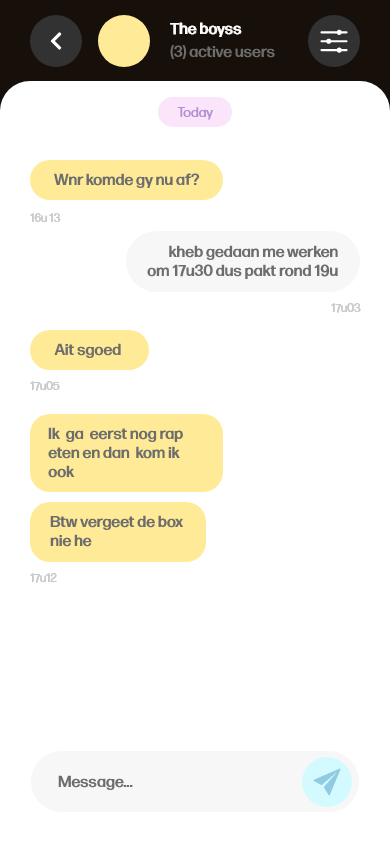 The boyss
(3) active users
Today
Wnr komde gy nu af?
16u 13
kheb gedaan me werken
om 17u30 dus pakt rond 19u
17u03
Ait sgoed
17u05
Ik ga eerst nog rap
eten en dan kom ik
ook
Btw vergeet de box
nie he
17u12
Message...